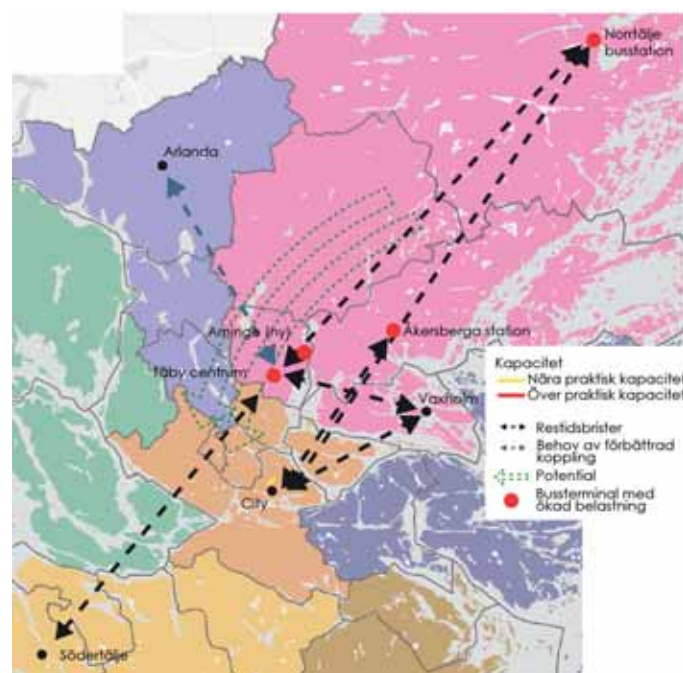 Norrtälje
busstation
Arlanda
Arninge (ny)
Åkersberga station
Täby centrum
Vaxholm
City
Södertälje
Kapacitet
Nära praktisk kapacitet
Över praktisk kapacitet
Restidsbrister
Behov av förbättrad
koppling
Potential
Bussterminal med
ökad belastning